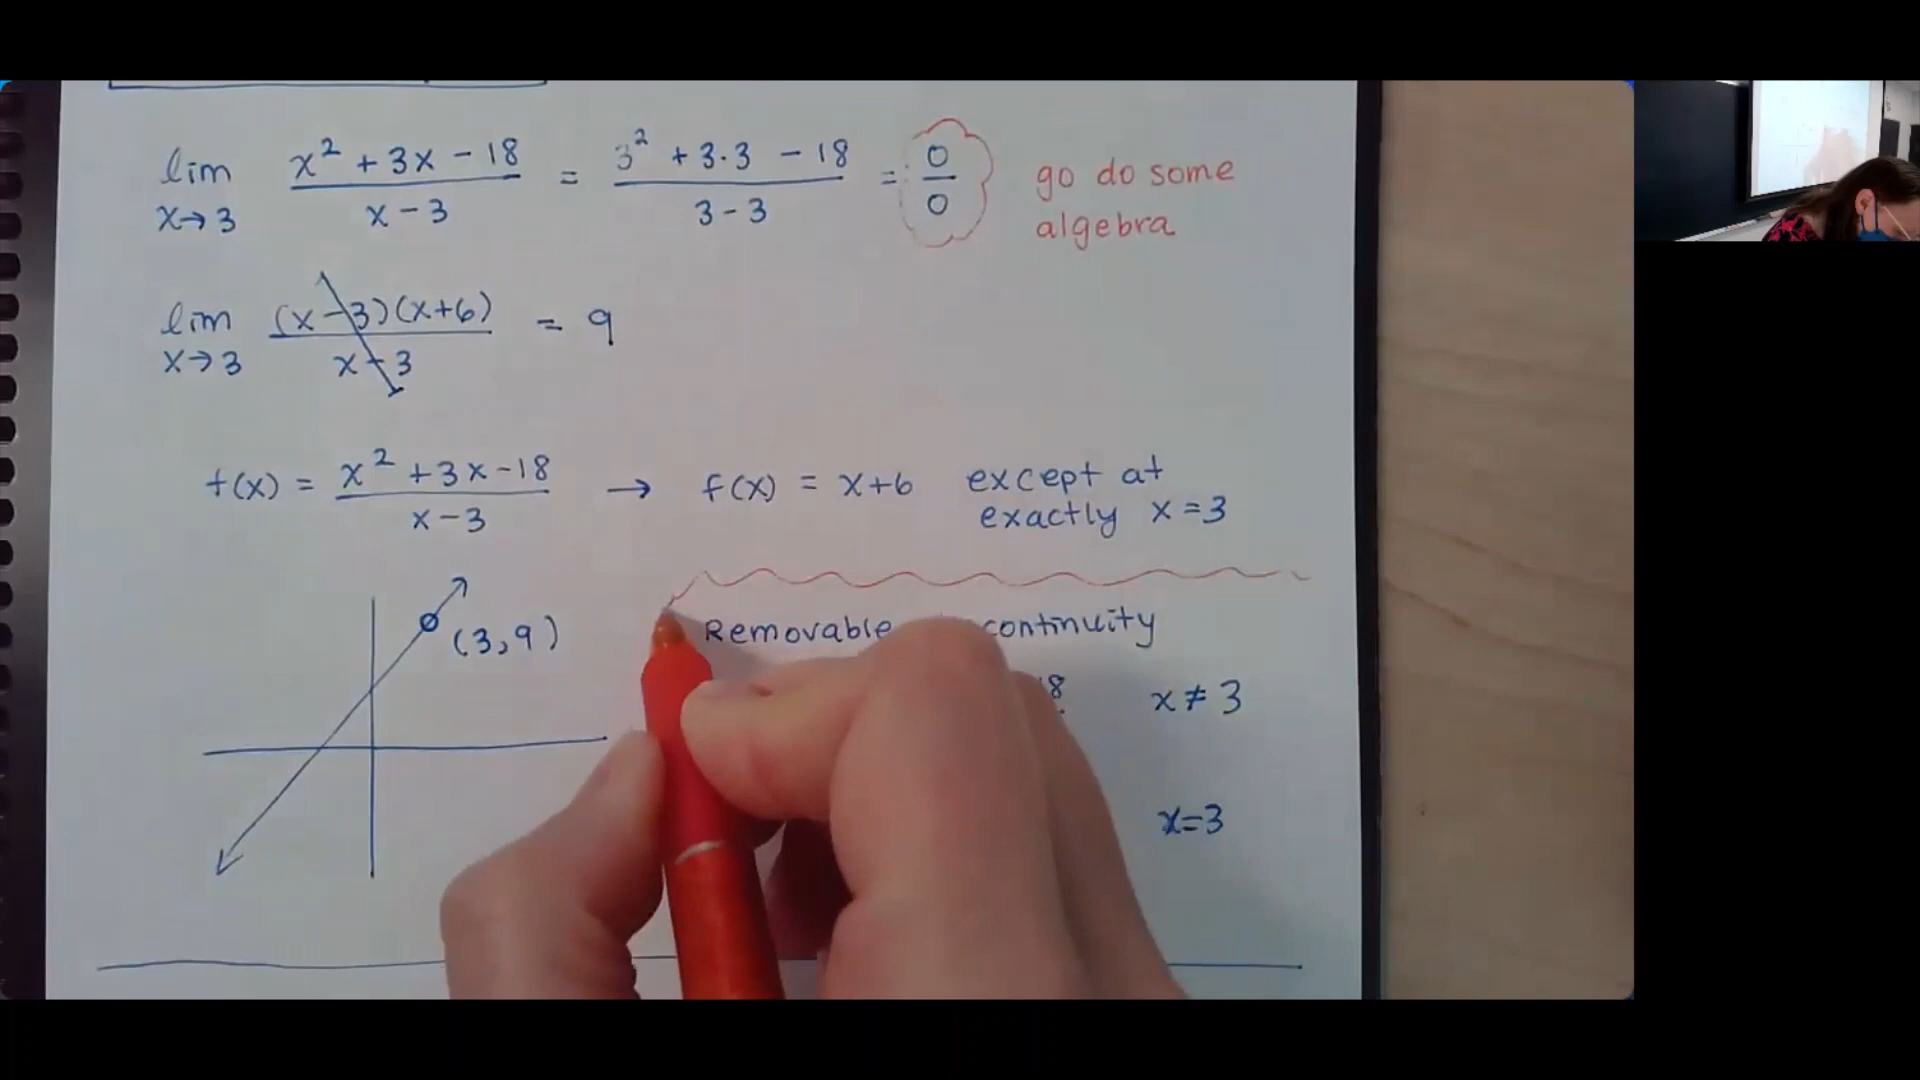 lim x→3 (x² + 3x - 18)/(x - 3) = (3² + 3·3 - 18)/(3 - 3) = 0/0 go do some
algebra
lim x→3 ((x-3)(x+6))/(x-3) = 9
f(x) = (x² + 3x - 18)/(x - 3) → f(x) = x+6 except at
exactly x = 3
(3,9)
Removable continuity
18 x ≠ 3
x=3